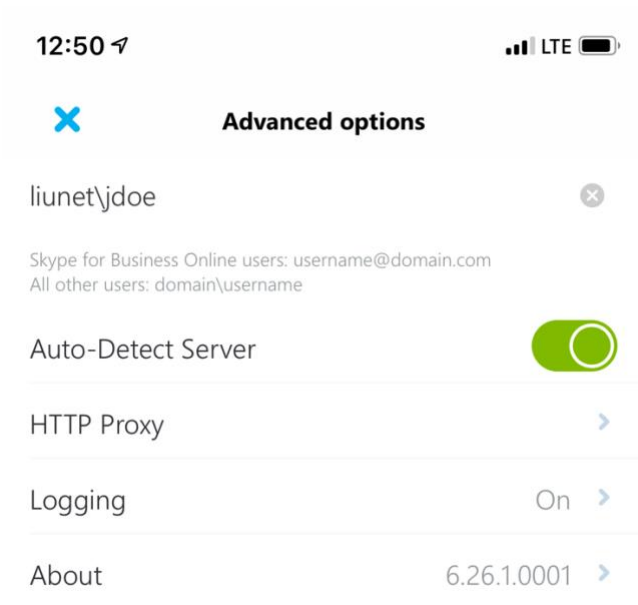 12:50 LTE
Advanced options
liunet\jdoe
Skype for Business Online users: username@domain.com
All other users: domain\username
Auto-Detect Server
HTTP Proxy
Logging On
About 6.26.1.0001